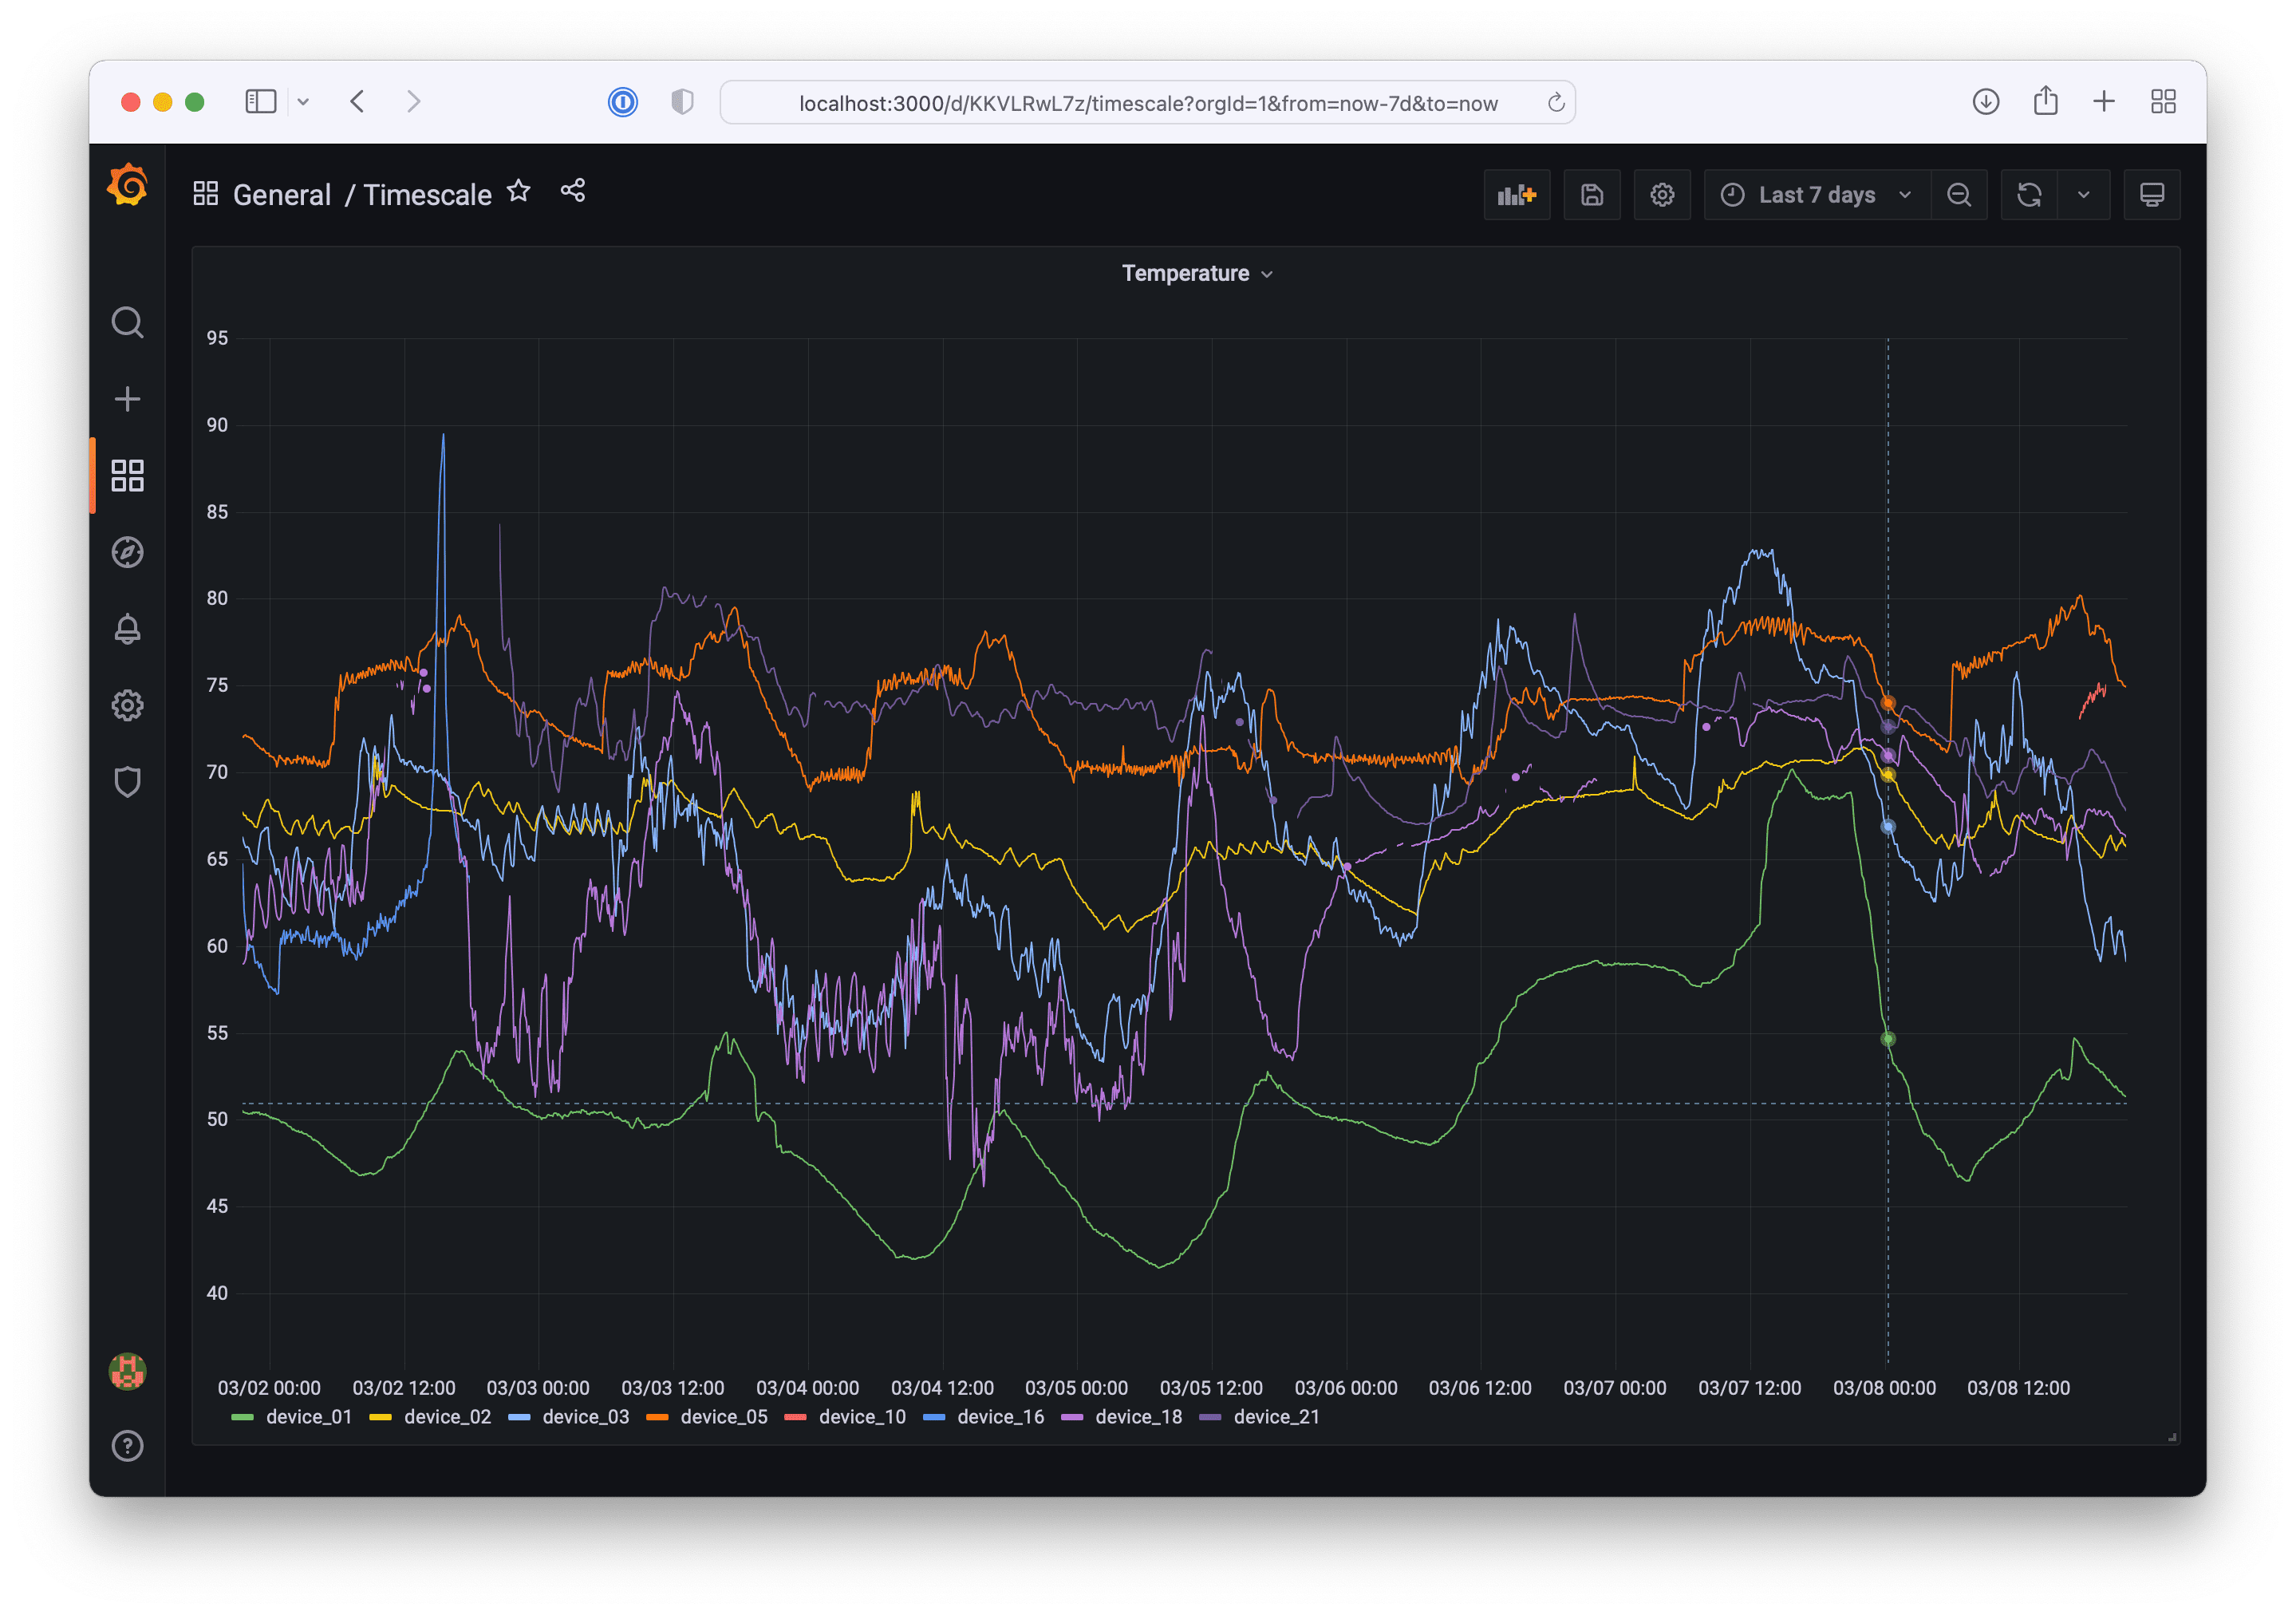 localhost:3000/d/KKVLRwL7z/timescale?orgId=1&from=now-7d&to=now
General / Timescale
Last 7 days
Temperature
95
90
85
80
75
70
65
60
55
50
45
40
03/02 00:00 03/02 12:00 03/03 00:00 03/03 12:00 03/04 00:00 03/04 12:00 03/05 00:00 03/05 12:00 03/06 00:00 03/06 12:00 03/07 00:00 03/07 12:00 03/08 00:00 03/08 12:00
device_01 device_02 device_03 device_05 device_10 device_16 device_18 device_21